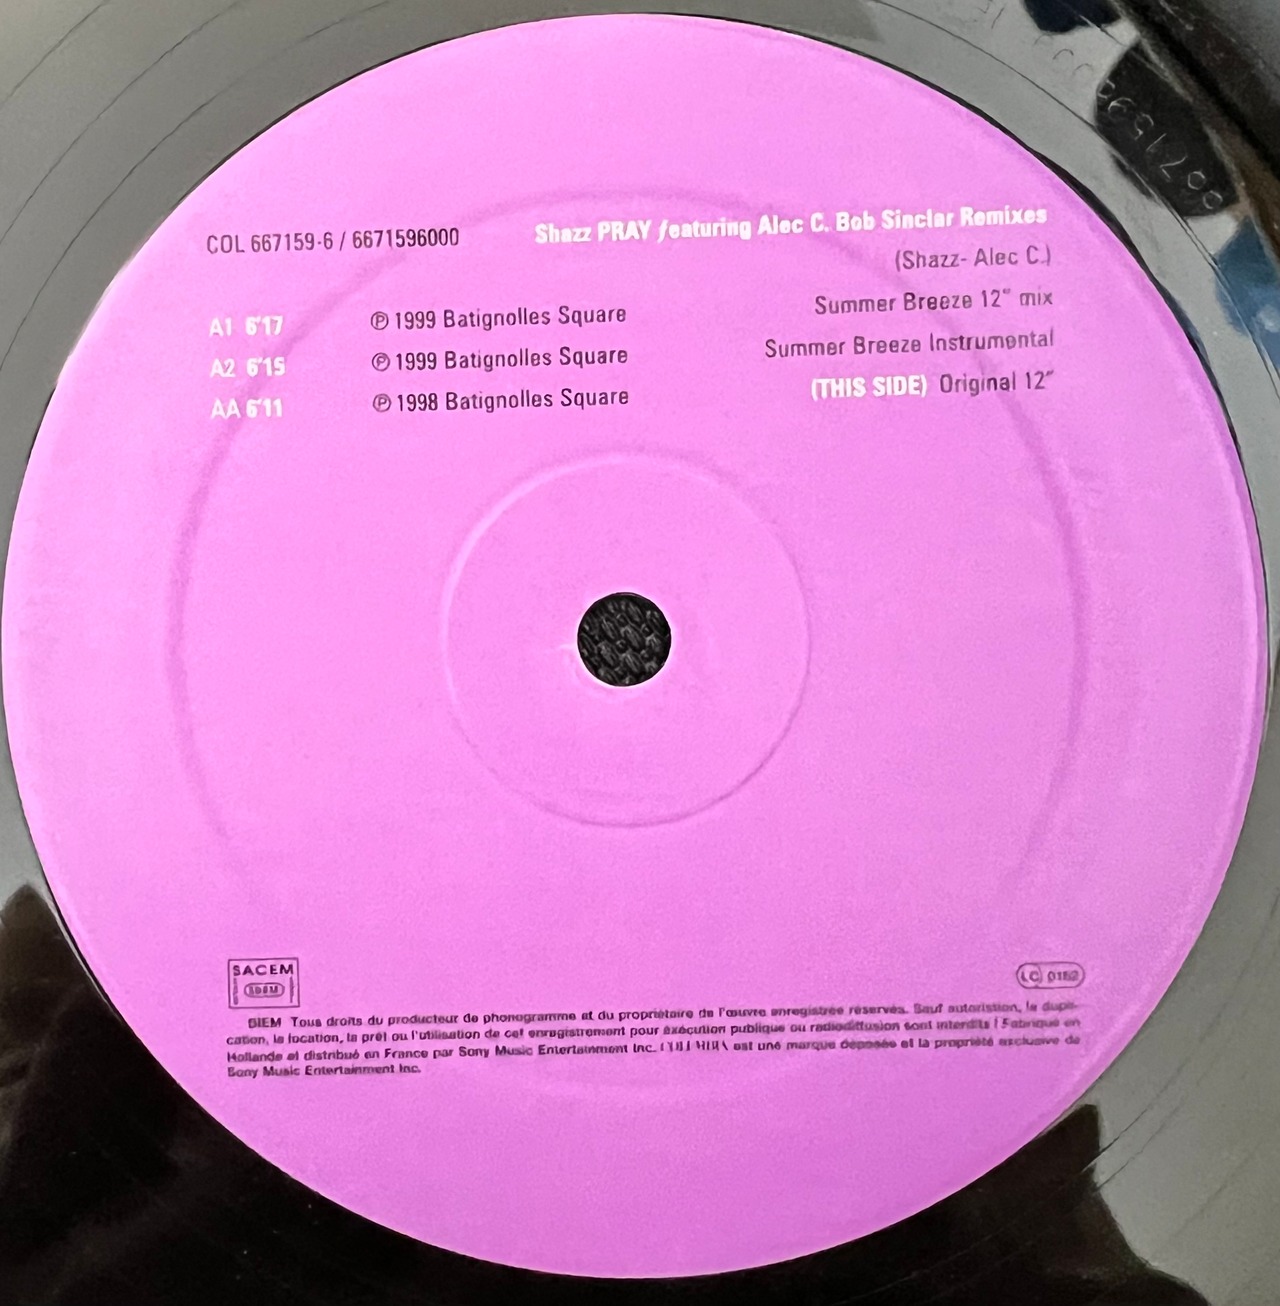 COL 667159-6 / 6671596000
Shazz PRAY featuring Alec C. Bob Sinclar Remixes
(Shazz- Alec C.)
A1 6'17 ℗ 1999 Batignolles Square Summer Breeze 12" mix
A2 6'15 ℗ 1999 Batignolles Square Summer Breeze Instrumental
AA 6'11 ℗ 1998 Batignolles Square (THIS SIDE) Original 12"
SACEM
LC 0162
BIEM Tous droits du producteur de phonogramme et du propriétaire de l'œuvre enregistrée réservés. Sauf autorisation, la dupli-
cation, la location, le prêt ou l'utilisation de cet enregistrement pour exécution publique ou radiodiffusion sont interdits ! Fabriqué en
Hollande et distribué en France par Sony Music Entertainment Inc. COLUMBIA est une marque déposée et la propriété exclusive de
Sony Music Entertainment Inc.